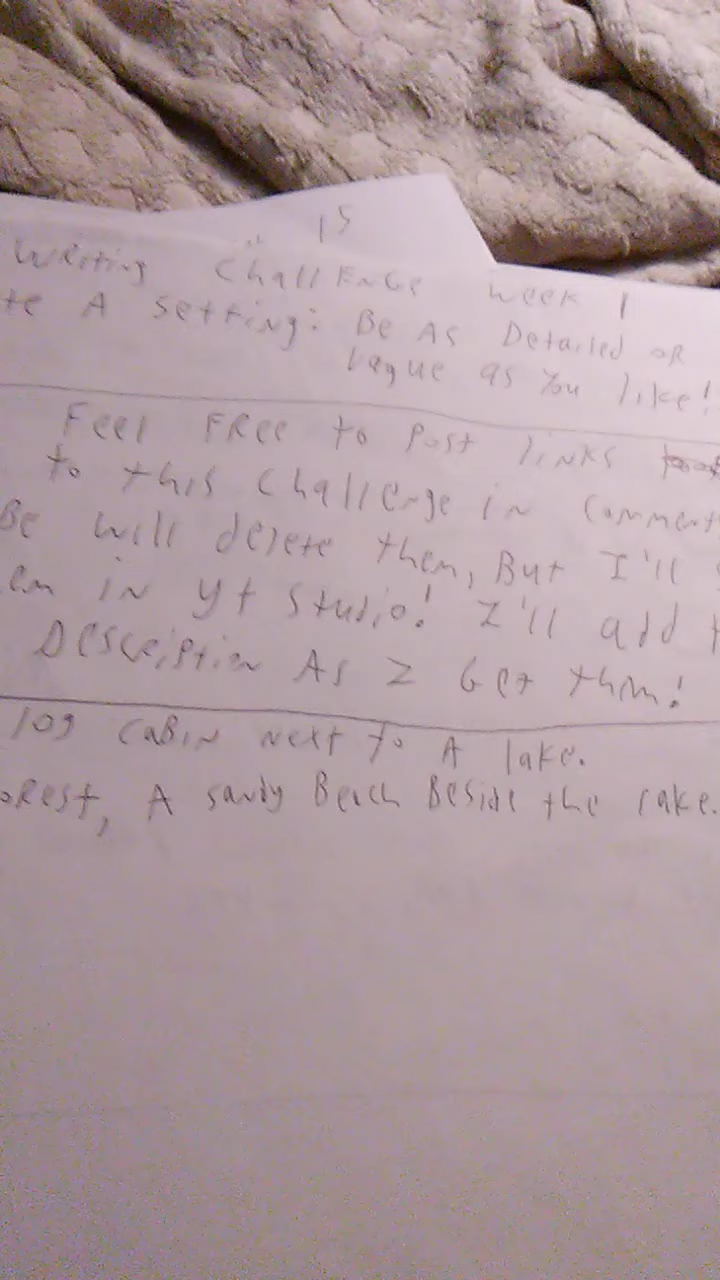 15
Writing Challenge Week 1
te A setting: Be As Detailed or
vague as You like!
Feel Free to Post links
to this Challenge in Comment
Be will delete them, But I'll
em in yt Studio! I'll add t
Description As I Get them!
log CaBin next to A lake.
orest, A sandy Beach Beside the lake.